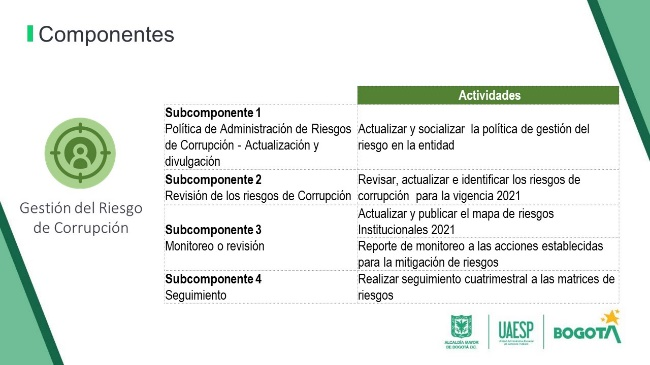 Componentes
Actividades
Subcomponente 1
Política de Administración de Riesgos
de Corrupción - Actualización y
divulgación
Actualizar y socializar la política de gestión del
riesgo en la entidad
Subcomponente 2
Revisión de los riesgos de Corrupción
Revisar, actualizar e identificar los riesgos de
corrupción para la vigencia 2021
Subcomponente 3
Monitoreo o revisión
Actualizar y publicar el mapa de riesgos
Institucionales 2021
Reporte de monitoreo a las acciones establecidas
para la mitigación de riesgos
Subcomponente 4
Seguimiento
Realizar seguimiento cuatrimestral a las matrices de
riesgos
Gestión del Riesgo
de Corrupción
ALCALDÍA MAYOR
DE BOGOTÁ D.C.
UAESP
BOGOTÁ